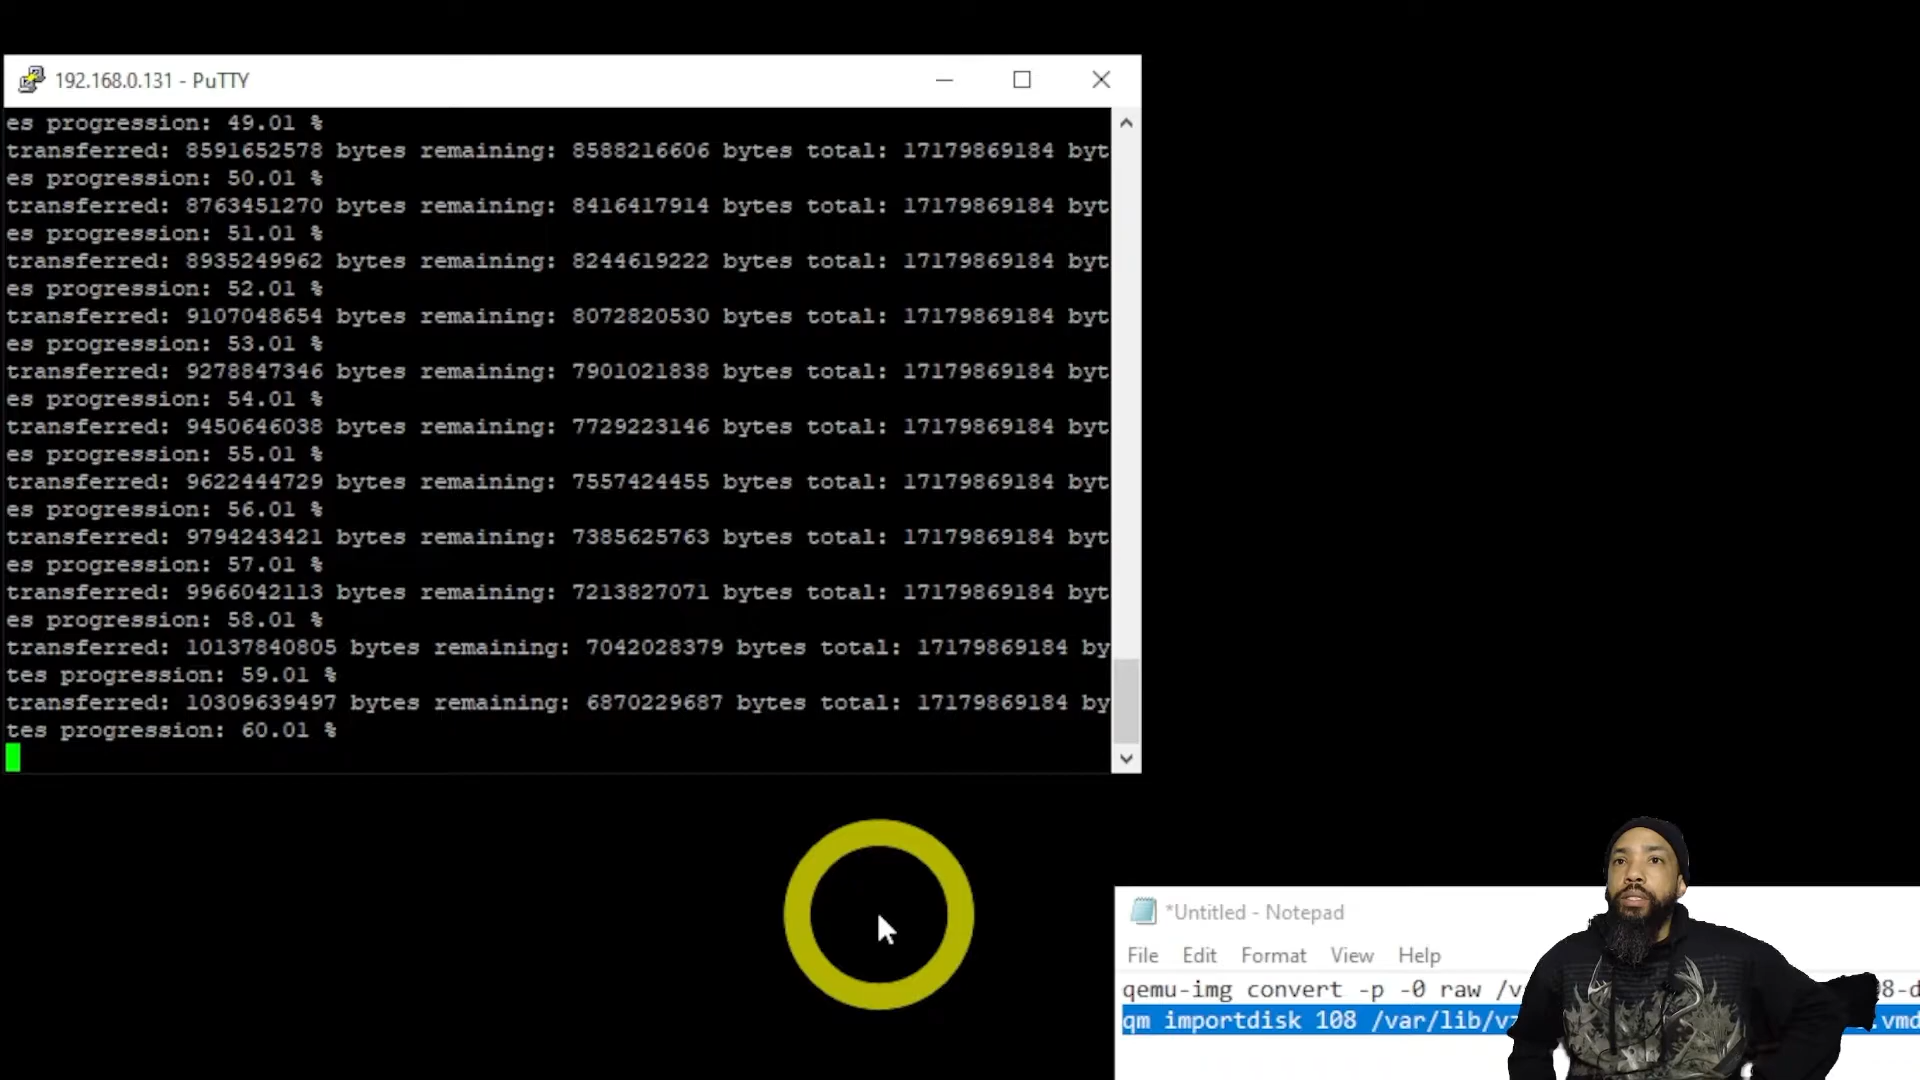 192.168.0.131 - PuTTY
es progression: 49.01 %
transferred: 8591652578 bytes remaining: 8588216606 bytes total: 17179869184 byt
es progression: 50.01 %
transferred: 8763451270 bytes remaining: 8416417914 bytes total: 17179869184 byt
es progression: 51.01 %
transferred: 8935249962 bytes remaining: 8244619222 bytes total: 17179869184 byt
es progression: 52.01 %
transferred: 9107048654 bytes remaining: 8072820530 bytes total: 17179869184 byt
es progression: 53.01 %
transferred: 9278847346 bytes remaining: 7901021838 bytes total: 17179869184 byt
es progression: 54.01 %
transferred: 9450646038 bytes remaining: 7729223146 bytes total: 17179869184 byt
es progression: 55.01 %
transferred: 9622444729 bytes remaining: 7557424455 bytes total: 17179869184 byt
es progression: 56.01 %
transferred: 9794243421 bytes remaining: 7385625763 bytes total: 17179869184 byt
es progression: 57.01 %
transferred: 9966042113 bytes remaining: 7213827071 bytes total: 17179869184 byt
es progression: 58.01 %
transferred: 10137840805 bytes remaining: 7042028379 bytes total: 17179869184 by
tes progression: 59.01 %
transferred: 10309639497 bytes remaining: 6870229687 bytes total: 17179869184 by
tes progression: 60.01 %
*Untitled - Notepad
File Edit Format View Help
qemu-img convert -p -0 raw /v 8-d
qm importdisk 108 /var/lib/vz .vmd